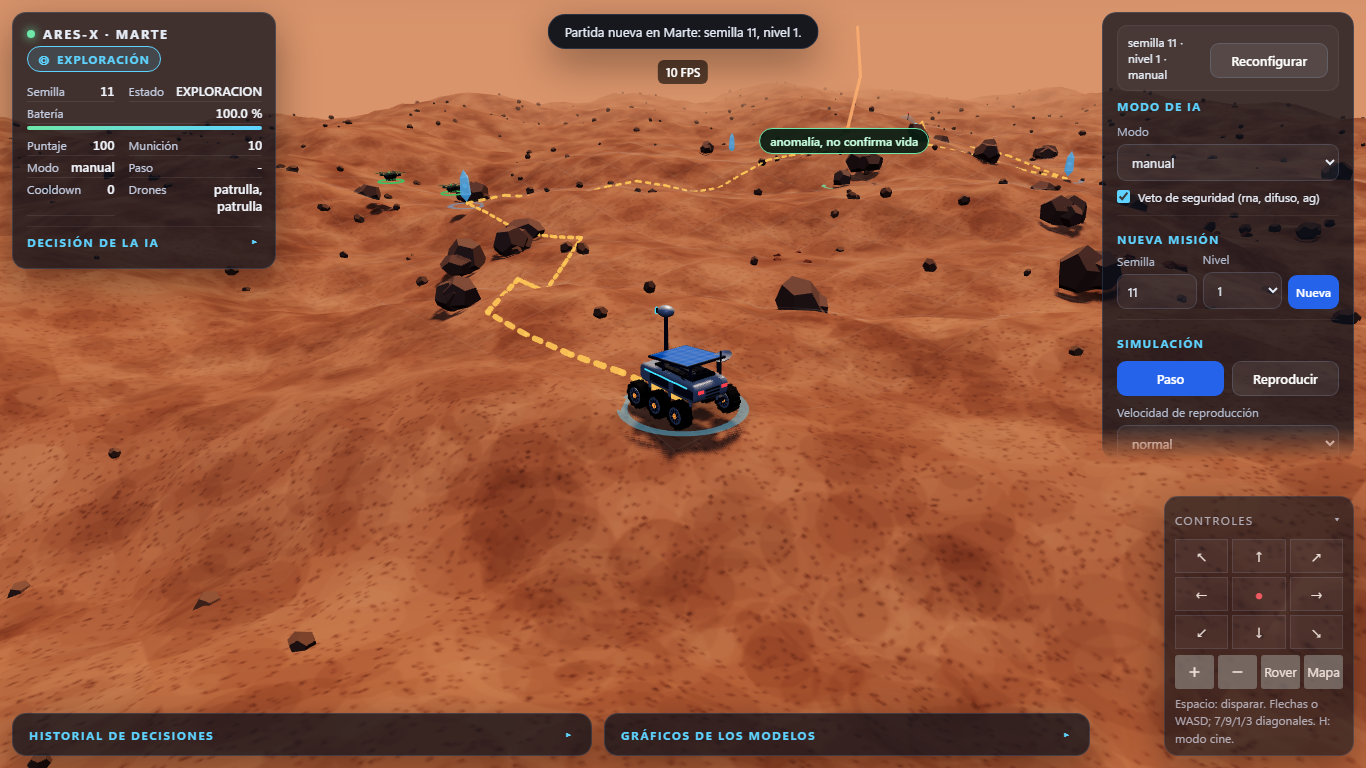 ARES-X · MARTE
EXPLORACIÓN
Semilla 11 Estado EXPLORACION
Batería 100.0 %
Puntaje 100 Munición 10
Modo manual Paso -
Cooldown 0 Drones patrulla,
patrulla
DECISIÓN DE LA IA
Partida nueva en Marte: semilla 11, nivel 1.
10 FPS
anomalía, no confirma vida
semilla 11 ·
nivel 1 ·
manual
Reconfigurar
MODO DE IA
Modo
manual
Veto de seguridad (rna, difuso, ag)
NUEVA MISIÓN
Semilla Nivel
11 1 Nueva
SIMULACIÓN
Paso Reproducir
Velocidad de reproducción
normal
CONTROLES
↖ ↑ ↗
← ● →
↙ ↓ ↘
+ − Rover Mapa
Espacio: disparar. Flechas o
WASD; 7/9/1/3 diagonales. H:
modo cine.
HISTORIAL DE DECISIONES
GRÁFICOS DE LOS MODELOS